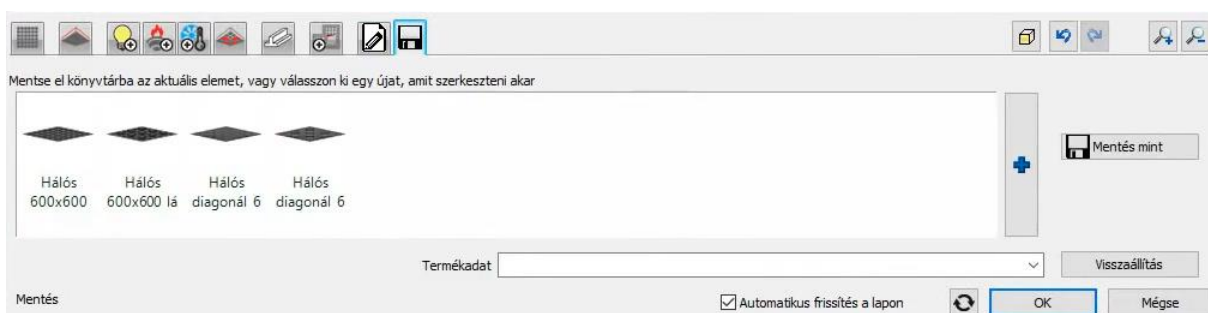 Mentse el könyvtárba az aktuális elemet, vagy válasszon ki egy újat, amit szerkeszteni akar
Hálós
600x600
Hálós
600x600 lá
Hálós
diagonál 6
Hálós
diagonál 6
Mentés mint
Termékadat
Visszaállítás
Mentés
Automatikus frissítés a lapon
OK
Mégse